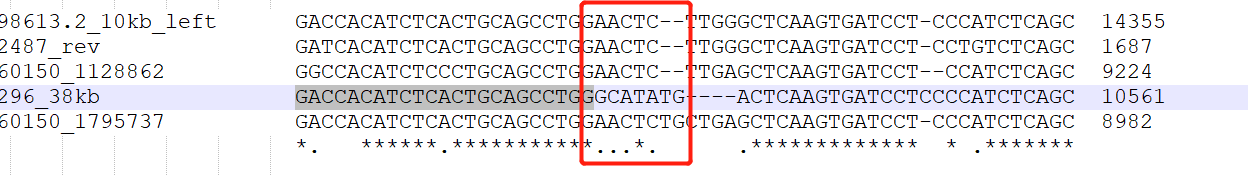 98613.2_10kb_left GACCACATCTCACTGCAGCCTGGAACTC--TTGGGCTCAAGTGATCCT-CCCATCTCAGC 14355
2487_rev GATCACATCTCACTGCAGCCTGGAACTC--TTGGGCTCAAGTGATCCT-CCTGTCTCAGC 1687
60150_1128862 GGCCACATCTCCCTGCAGCCTGGAACTC--TTGAGCTCAAGTGATCCT--CCATCTCAGC 9224
296_38kb GACCACATCTCACTGCAGCCTGGGCATATG----ACTCAAGTGATCCTCCCCATCTCAGC 10561
60150_1795737 GACCACATCTCACTGCAGCCTGGAACTCTGCTGAGCTCAAGTGATCCT-CCCATCTCAGC 8982
*. ******.***********...*. .************* * .*******